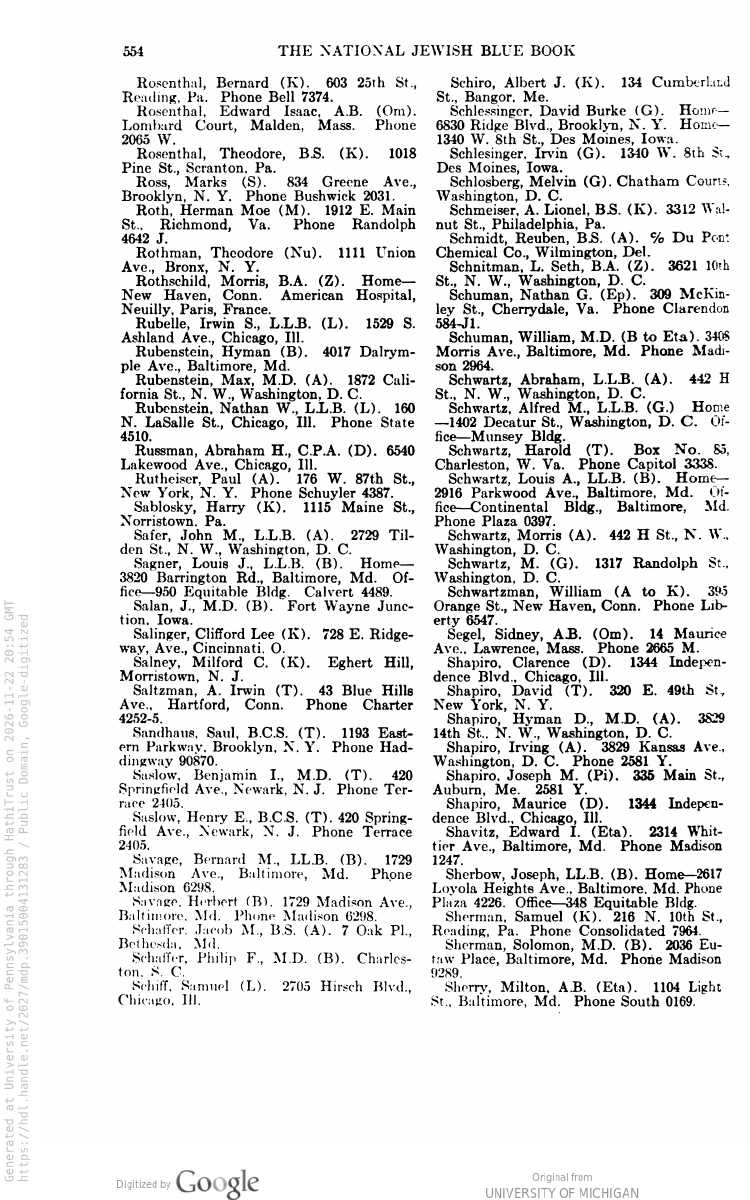 554 THE NATIONAL JEWISH BLUE BOOK
Rosenthal, Bernard (K). 603 25th St.,
Reading, Pa. Phone Bell 7374.
Rosenthal, Edward Isaac, A.B. (Om).
Lombard Court, Malden, Mass. Phone
2065 W.
Rosenthal, Theodore, B.S. (K). 1018
Pine St., Scranton, Pa.
Ross, Marks (S). 834 Greene Ave.,
Brooklyn, N. Y. Phone Bushwick 2031.
Roth, Herman Moe (M). 1912 E. Main
St., Richmond, Va. Phone Randolph
4642 J.
Rothman, Theodore (Nu). 1111 Union
Ave., Bronx, N. Y.
Rothschild, Morris, B.A. (Z). Home—
New Haven, Conn. American Hospital,
Neuilly, Paris, France.
Rubelle, Irwin S., L.L.B. (L). 1529 S.
Ashland Ave., Chicago, Ill.
Rubenstein, Hyman (B). 4017 Dalrym-
ple Ave., Baltimore, Md.
Rubenstein, Max, M.D. (A). 1872 Cali-
fornia St., N. W., Washington, D. C.
Rubenstein, Nathan W., L.L.B. (L). 160
N. LaSalle St., Chicago, Ill. Phone State
4510.
Russman, Abraham H., C.P.A. (D). 6540
Lakewood Ave., Chicago, Ill.
Rutheiser, Paul (A). 176 W. 87th St.,
New York, N. Y. Phone Schuyler 4387.
Sablosky, Harry (K). 1115 Maine St.,
Norristown, Pa.
Safer, John M., L.L.B. (A). 2729 Til-
den St., N. W., Washington, D. C.
Sagner, Louis J., L.L.B. (B). Home—
3820 Barrington Rd., Baltimore, Md. Of-
fice—950 Equitable Bldg. Calvert 4489.
Salan, J., M.D. (B). Fort Wayne Junc-
tion, Iowa.
Salinger, Clifford Lee (K). 728 E. Ridge-
way, Ave., Cincinnati, O.
Salney, Milford C. (K). Eghert Hill,
Morristown, N. J.
Saltzman, A. Irwin (T). 43 Blue Hills
Ave., Hartford, Conn. Phone Charter
4252-5.
Sandhaus, Saul, B.C.S. (T). 1193 East-
ern Parkway, Brooklyn, N. Y. Phone Had-
dingway 90870.
Saslow, Benjamin I., M.D. (T). 420
Springfield Ave., Newark, N. J. Phone Ter-
race 2405.
Saslow, Henry E., B.C.S. (T). 420 Spring-
field Ave., Newark, N. J. Phone Terrace
2405.
Savage, Bernard M., LL.B. (B). 1729
Madison Ave., Baltimore, Md. Phone
Madison 6298.
Savage, Herbert (B). 1729 Madison Ave.,
Baltimore, Md. Phone Madison 6298.
Schaffer, Jacob M., B.S. (A). 7 Oak Pl.,
Bethesda, Md.
Schaffer, Philip F., M.D. (B). Charles-
ton, S. C.
Schiff, Samuel (L). 2705 Hirsch Blvd.,
Chicago, Ill.
Schiro, Albert J. (K). 134 Cumberland
St., Bangor, Me.
Schlessinger, David Burke (G). Home—
6830 Ridge Blvd., Brooklyn, N. Y. Home—
1340 W. 8th St., Des Moines, Iowa.
Schlesinger, Irvin (G). 1340 W. 8th St.,
Des Moines, Iowa.
Schlosberg, Melvin (G). Chatham Courts,
Washington, D. C.
Schmeiser, A. Lionel, B.S. (K). 3312 Wal-
nut St., Philadelphia, Pa.
Schmidt, Reuben, B.S. (A). % Du Pont
Chemical Co., Wilmington, Del.
Schnitman, L. Seth, B.A. (Z). 3621 10th
St., N. W., Washington, D. C.
Schuman, Nathan G. (Ep). 309 McKin-
ley St., Cherrydale, Va. Phone Clarendon
584-J1.
Schuman, William, M.D. (B to Eta). 3408
Morris Ave., Baltimore, Md. Phone Madi-
son 2964.
Schwartz, Abraham, L.L.B. (A). 442 H
St., N. W., Washington, D. C.
Schwartz, Alfred M., L.L.B. (G.) Home
—1402 Decatur St., Washington, D. C. Of-
fice—Munsey Bldg.
Schwartz, Harold (T). Box No. 85,
Charleston, W. Va. Phone Capitol 3338.
Schwartz, Louis A., LL.B. (B). Home—
2916 Parkwood Ave., Baltimore, Md. Of-
fice—Continental Bldg., Baltimore, Md.
Phone Plaza 0397.
Schwartz, Morris (A). 442 H St., N. W.,
Washington, D. C.
Schwartz, M. (G). 1317 Randolph St.,
Washington, D. C.
Schwartzman, William (A to K). 395
Orange St., New Haven, Conn. Phone Lib-
erty 6547.
Segel, Sidney, A.B. (Om). 14 Maurice
Ave., Lawrence, Mass. Phone 2665 M.
Shapiro, Clarence (D). 1344 Indepen-
dence Blvd., Chicago, Ill.
Shapiro, David (T). 320 E. 49th St.,
New York, N. Y.
Shapiro, Hyman D., M.D. (A). 3829
14th St., N. W., Washington, D. C.
Shapiro, Irving (A). 3829 Kansas Ave.,
Washington, D. C. Phone 2581 Y.
Shapiro, Joseph M. (Pi). 335 Main St.,
Auburn, Me. 2581 Y.
Shapiro, Maurice (D). 1344 Indepen-
dence Blvd., Chicago, Ill.
Shavitz, Edward I. (Eta). 2314 Whit-
tier Ave., Baltimore, Md. Phone Madison
1247.
Sherbow, Joseph, LL.B. (B). Home—2617
Loyola Heights Ave., Baltimore, Md. Phone
Plaza 4226. Office—348 Equitable Bldg.
Sherman, Samuel (K). 216 N. 10th St.,
Reading, Pa. Phone Consolidated 7964.
Sherman, Solomon, M.D. (B). 2036 Eu-
taw Place, Baltimore, Md. Phone Madison
9289.
Sherry, Milton, A.B. (Eta). 1104 Light
St., Baltimore, Md. Phone South 0169.
Generated at University of Pennsylvania through HathiTrust on 2026-11-22 20:54 GMT
https://hdl.handle.net/2027/mdp.39015004131283 / Public Domain, Google-digitized
Digitized by Google
Original from
UNIVERSITY OF MICHIGAN